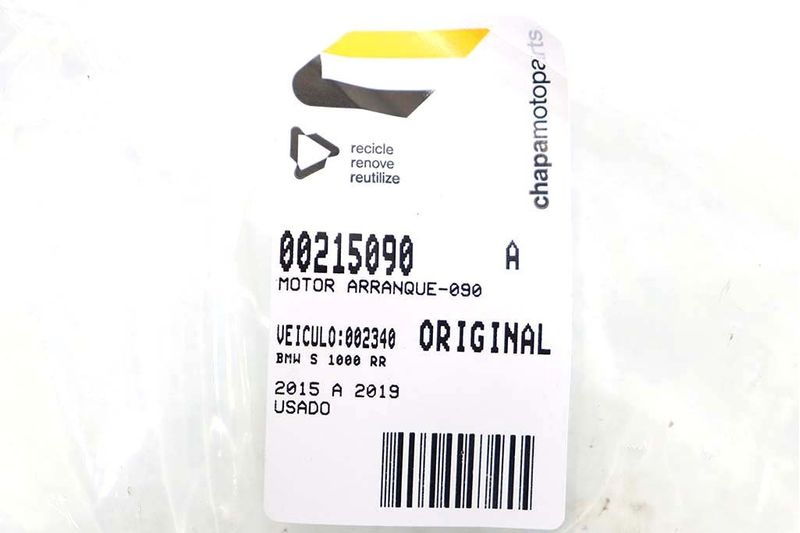 chapamotoparts
recicle
renove
reutilize
00215090 A
MOTOR ARRANQUE-090
VEICULO:002340 ORIGINAL
BMW S 1000 RR
2015 A 2019
USADO